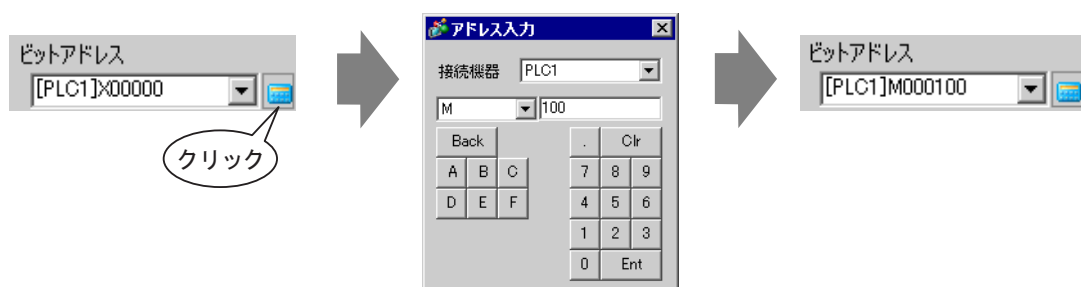 ビットアドレス
[PLC1]X00000
クリック
アドレス入力
接続機器 PLC1
M 100
Back . Clr
A B C 7 8 9
D E F 4 5 6
1 2 3
0 Ent
ビットアドレス
[PLC1]M000100